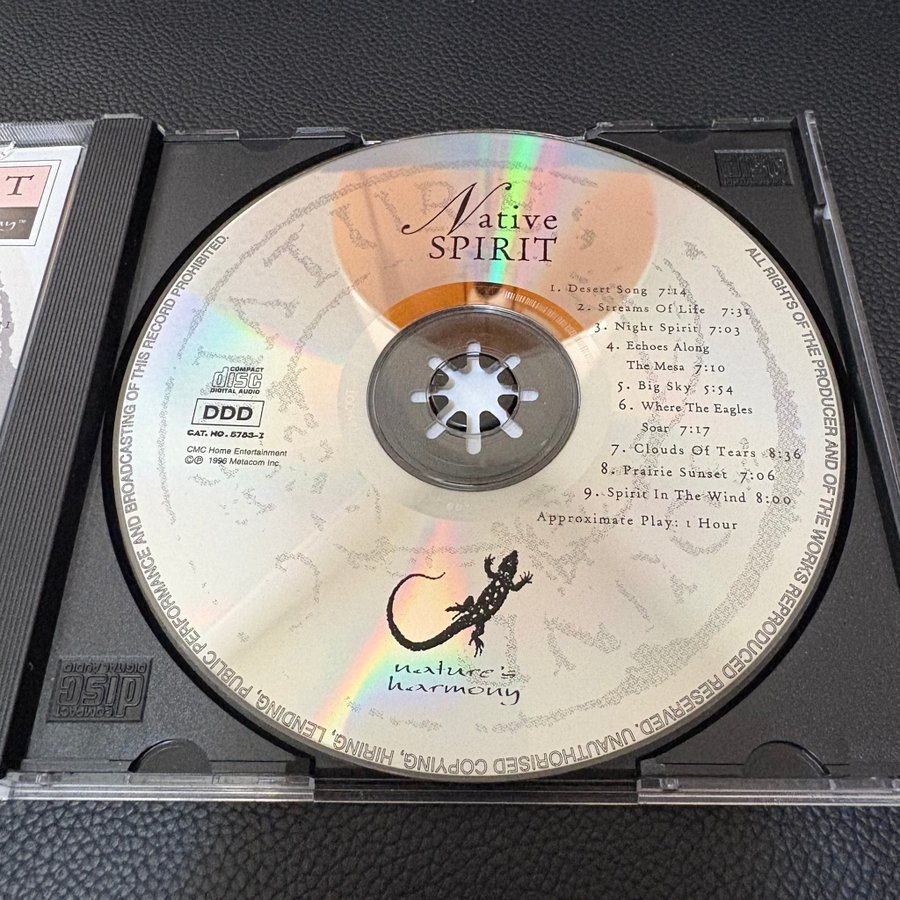 T
Native
SPIRIT
1. Desert Song 7:14
2. Streams Of Life 7:31
3. Night Spirit 7:03
4. Echoes Along
The Mesa 7:10
5. Big Sky 5:54
6. Where The Eagles
Soar 7:17
7. Clouds Of Tears 8:36
8. Prairie Sunset 7:06
9. Spirit In The Wind 8:00
Approximate Play: 1 Hour
COMPACT
disc
DIGITAL AUDIO
DDD
CAT. NO. 5783-2
CMC Home Entertainment
©℗ 1996 Metacom Inc.
nature's
harmony
ALL RIGHTS OF THE PRODUCER AND OF THE WORKS REPRODUCED RESERVED. UNAUTHORISED COPYING, HIRING, LENDING, PUBLIC PERFORMANCE AND BROADCASTING OF THIS RECORD PROHIBITED.
COMPACT
disc
DIGITAL AUDIO